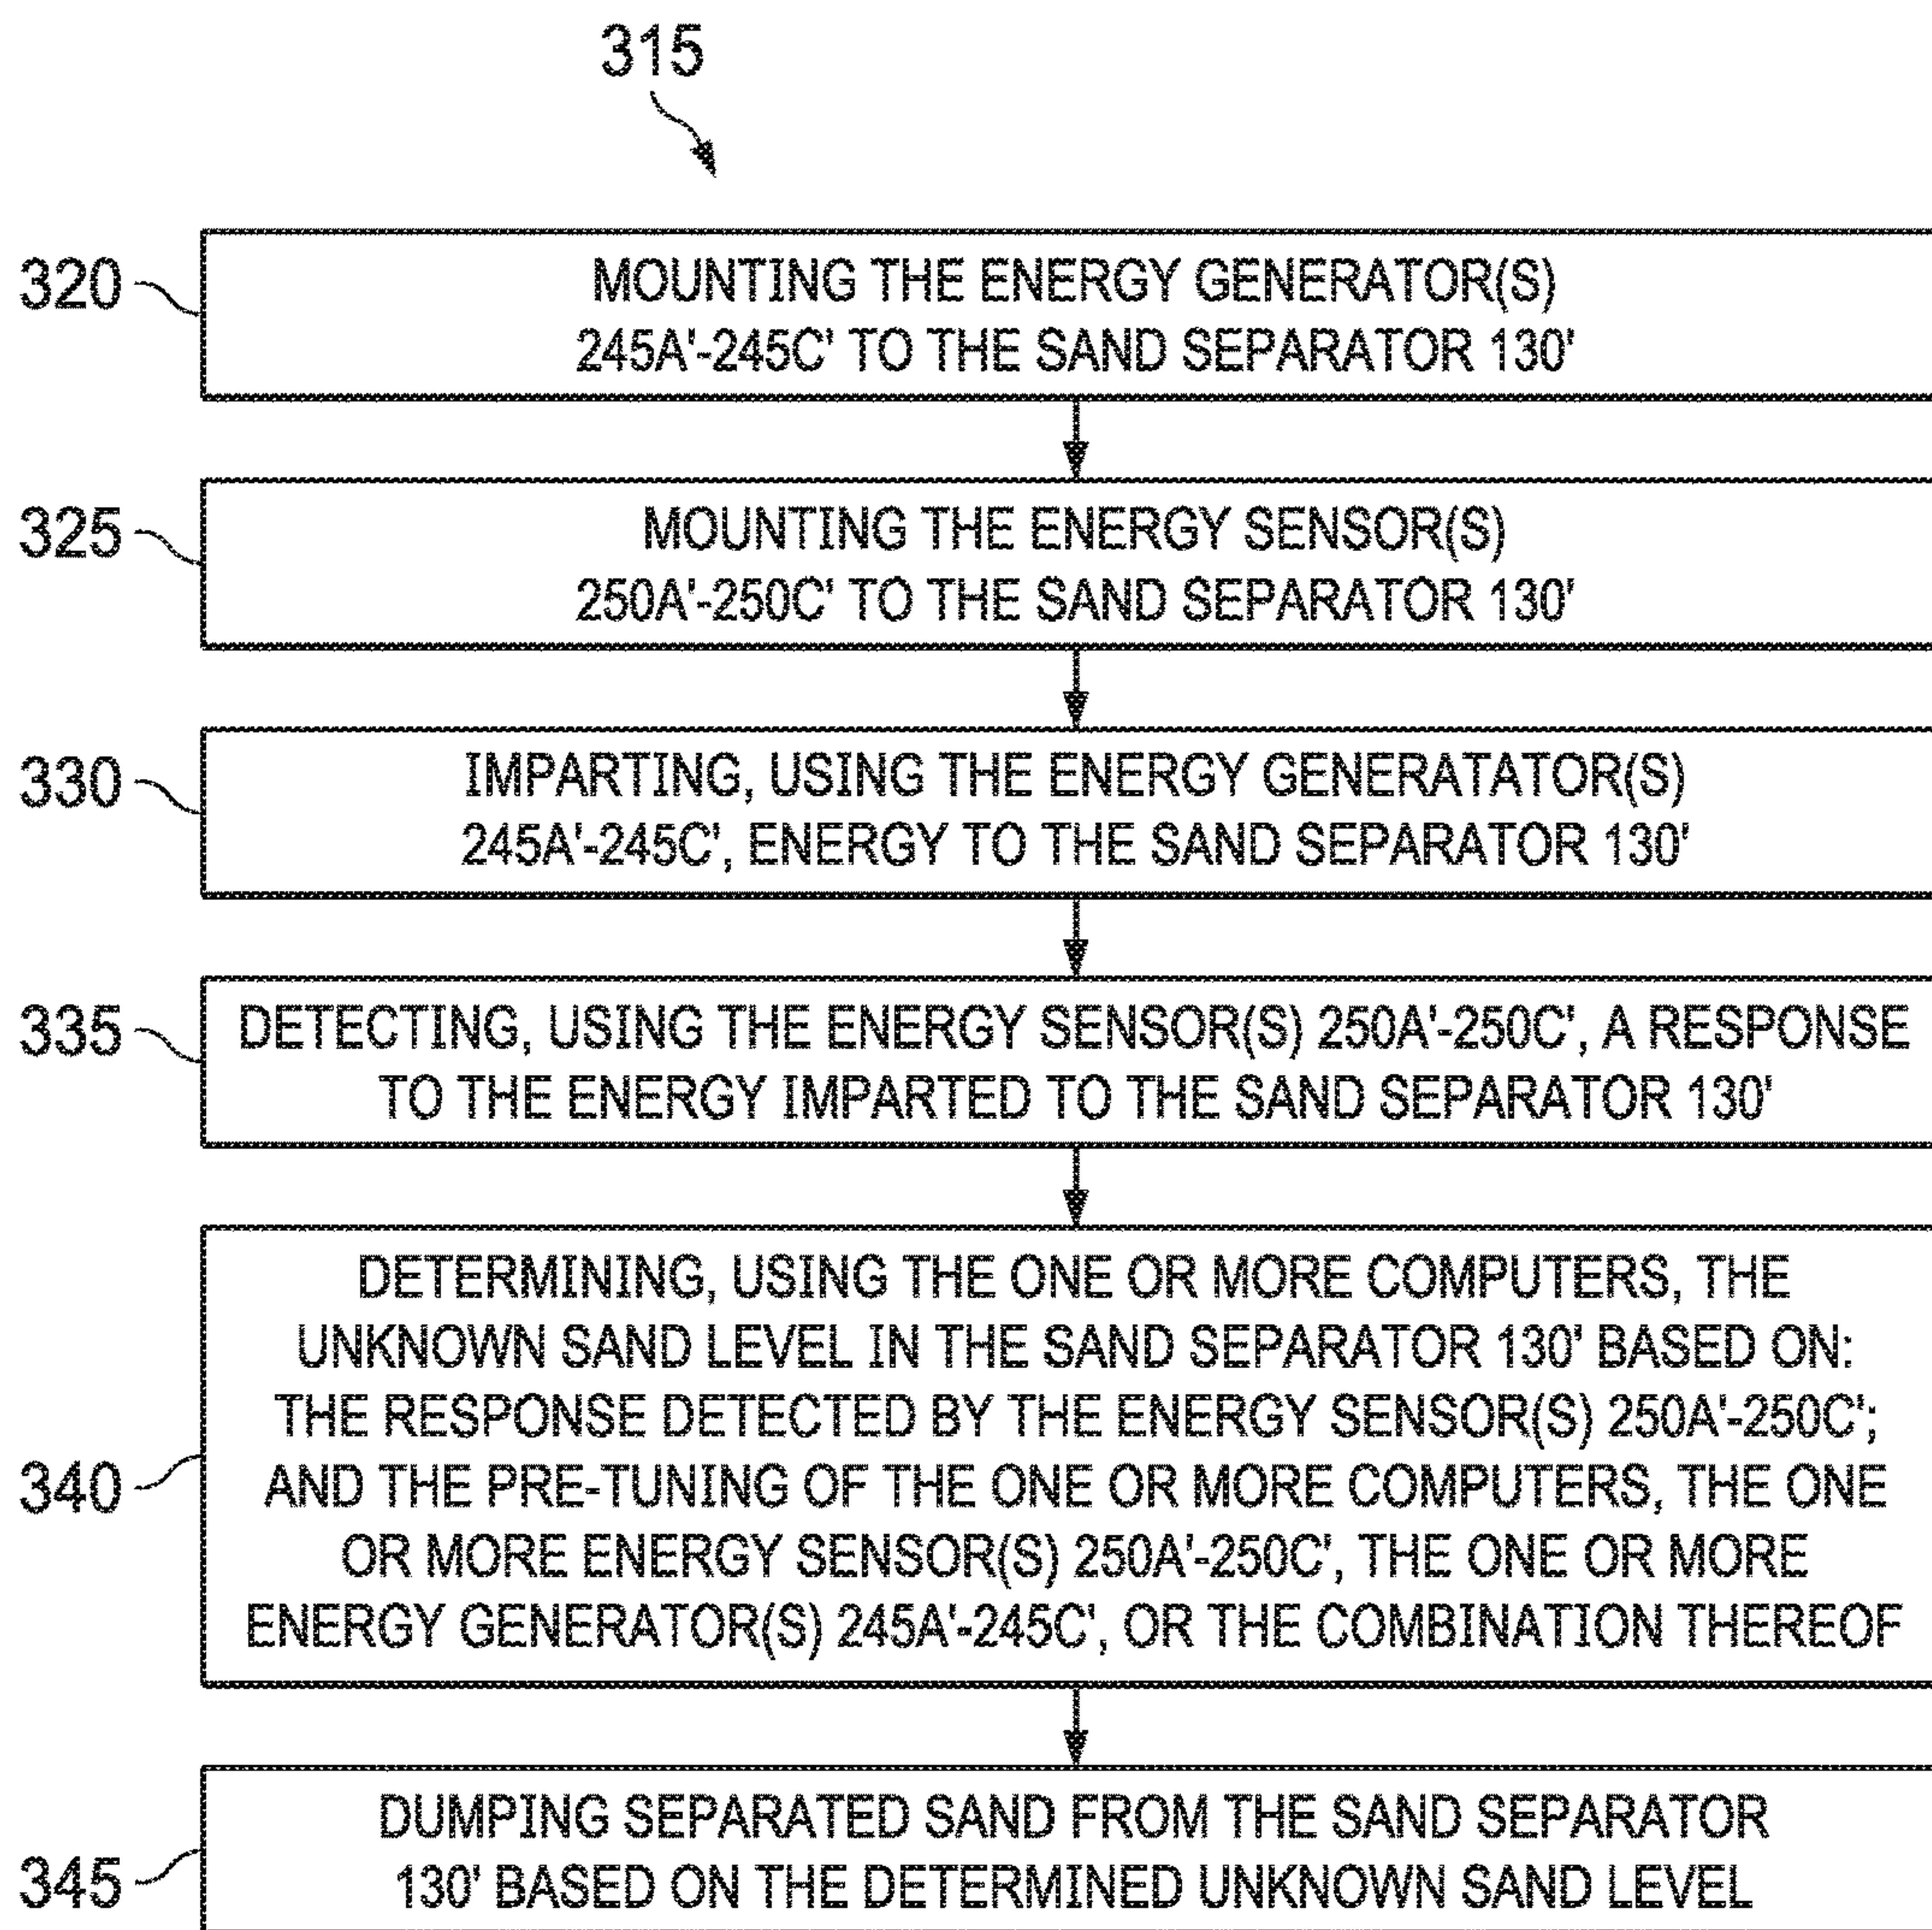 315
320
MOUNTING THE ENERGY GENERATOR(S)
245A'-245C' TO THE SAND SEPARATOR 130'
325
MOUNTING THE ENERGY SENSOR(S)
250A'-250C' TO THE SAND SEPARATOR 130'
330
IMPARTING, USING THE ENERGY GENERATATOR(S)
245A'-245C', ENERGY TO THE SAND SEPARATOR 130'
335
DETECTING, USING THE ENERGY SENSOR(S) 250A'-250C', A RESPONSE
TO THE ENERGY IMPARTED TO THE SAND SEPARATOR 130'
340
DETERMINING, USING THE ONE OR MORE COMPUTERS, THE
UNKNOWN SAND LEVEL IN THE SAND SEPARATOR 130' BASED ON:
THE RESPONSE DETECTED BY THE ENERGY SENSOR(S) 250A'-250C';
AND THE PRE-TUNING OF THE ONE OR MORE COMPUTERS, THE ONE
OR MORE ENERGY SENSOR(S) 250A'-250C', THE ONE OR MORE
ENERGY GENERATOR(S) 245A'-245C', OR THE COMBINATION THEREOF
345
DUMPING SEPARATED SAND FROM THE SAND SEPARATOR
130' BASED ON THE DETERMINED UNKNOWN SAND LEVEL